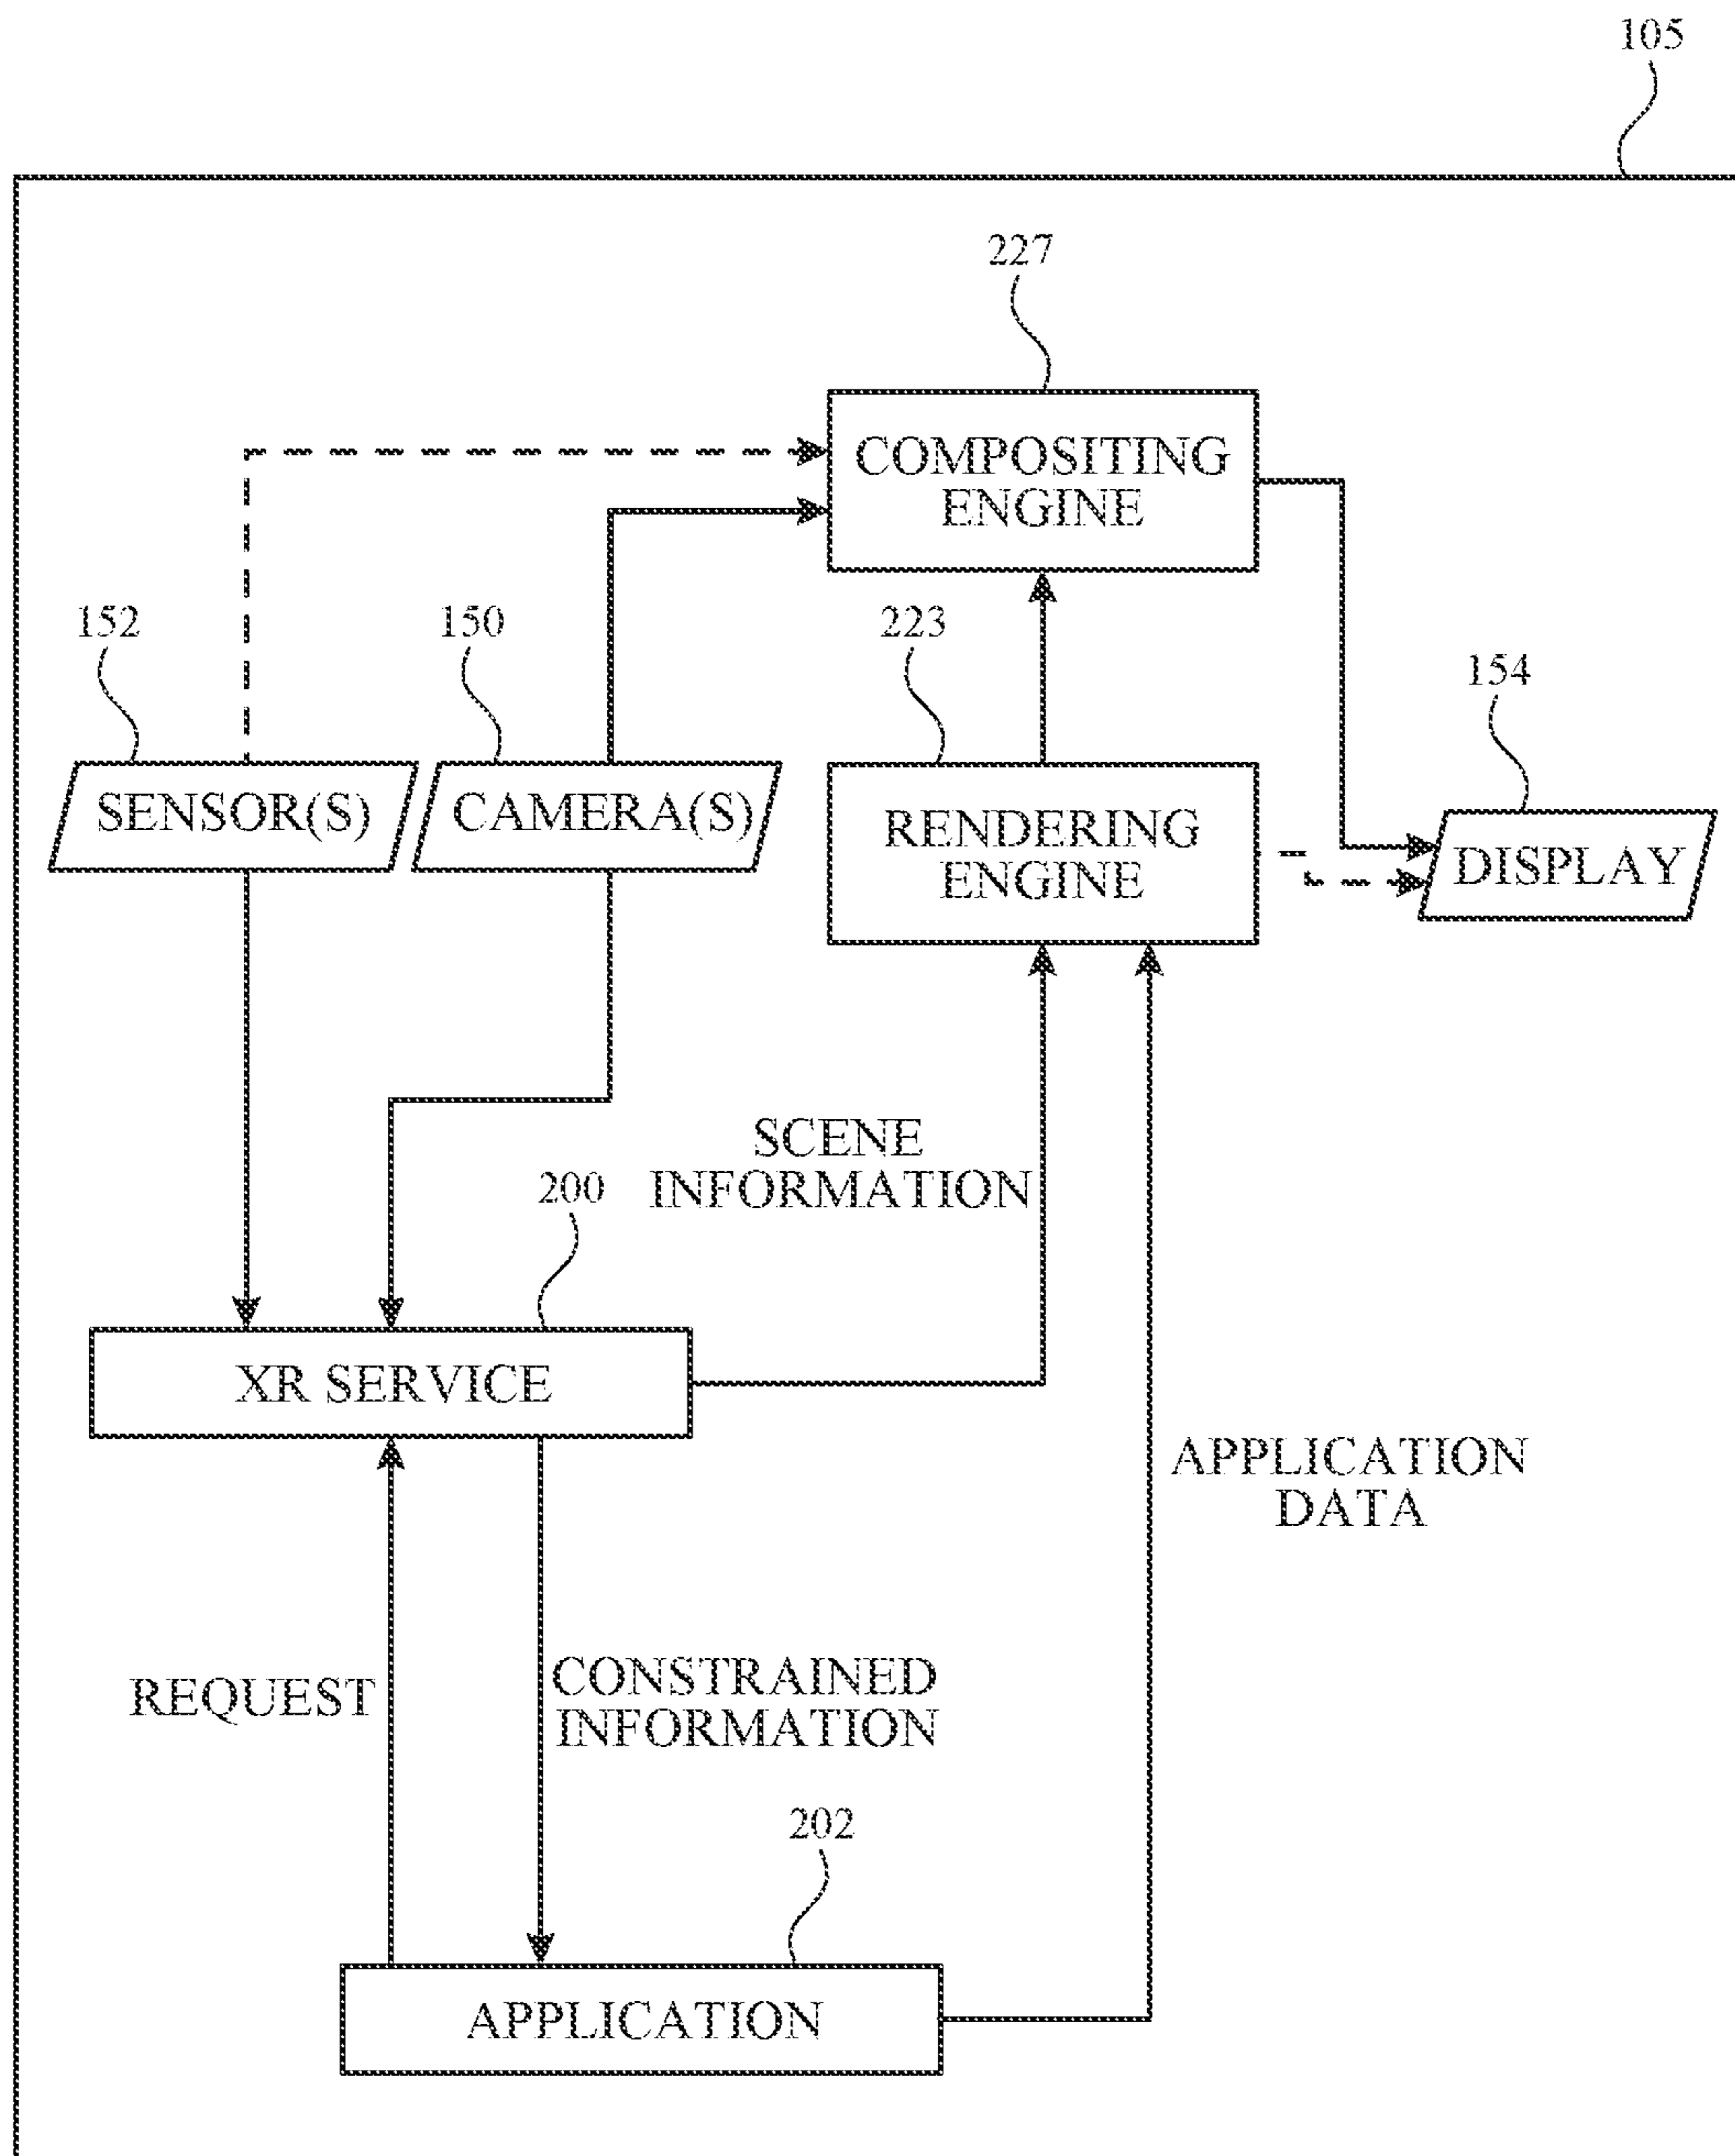 105
227
COMPOSITING
ENGINE
152
150
223
154
SENSOR(S)
CAMERA(S)
RENDERING
ENGINE
DISPLAY
SCENE
INFORMATION
200
XR SERVICE
APPLICATION
DATA
REQUEST
CONSTRAINED
INFORMATION
202
APPLICATION